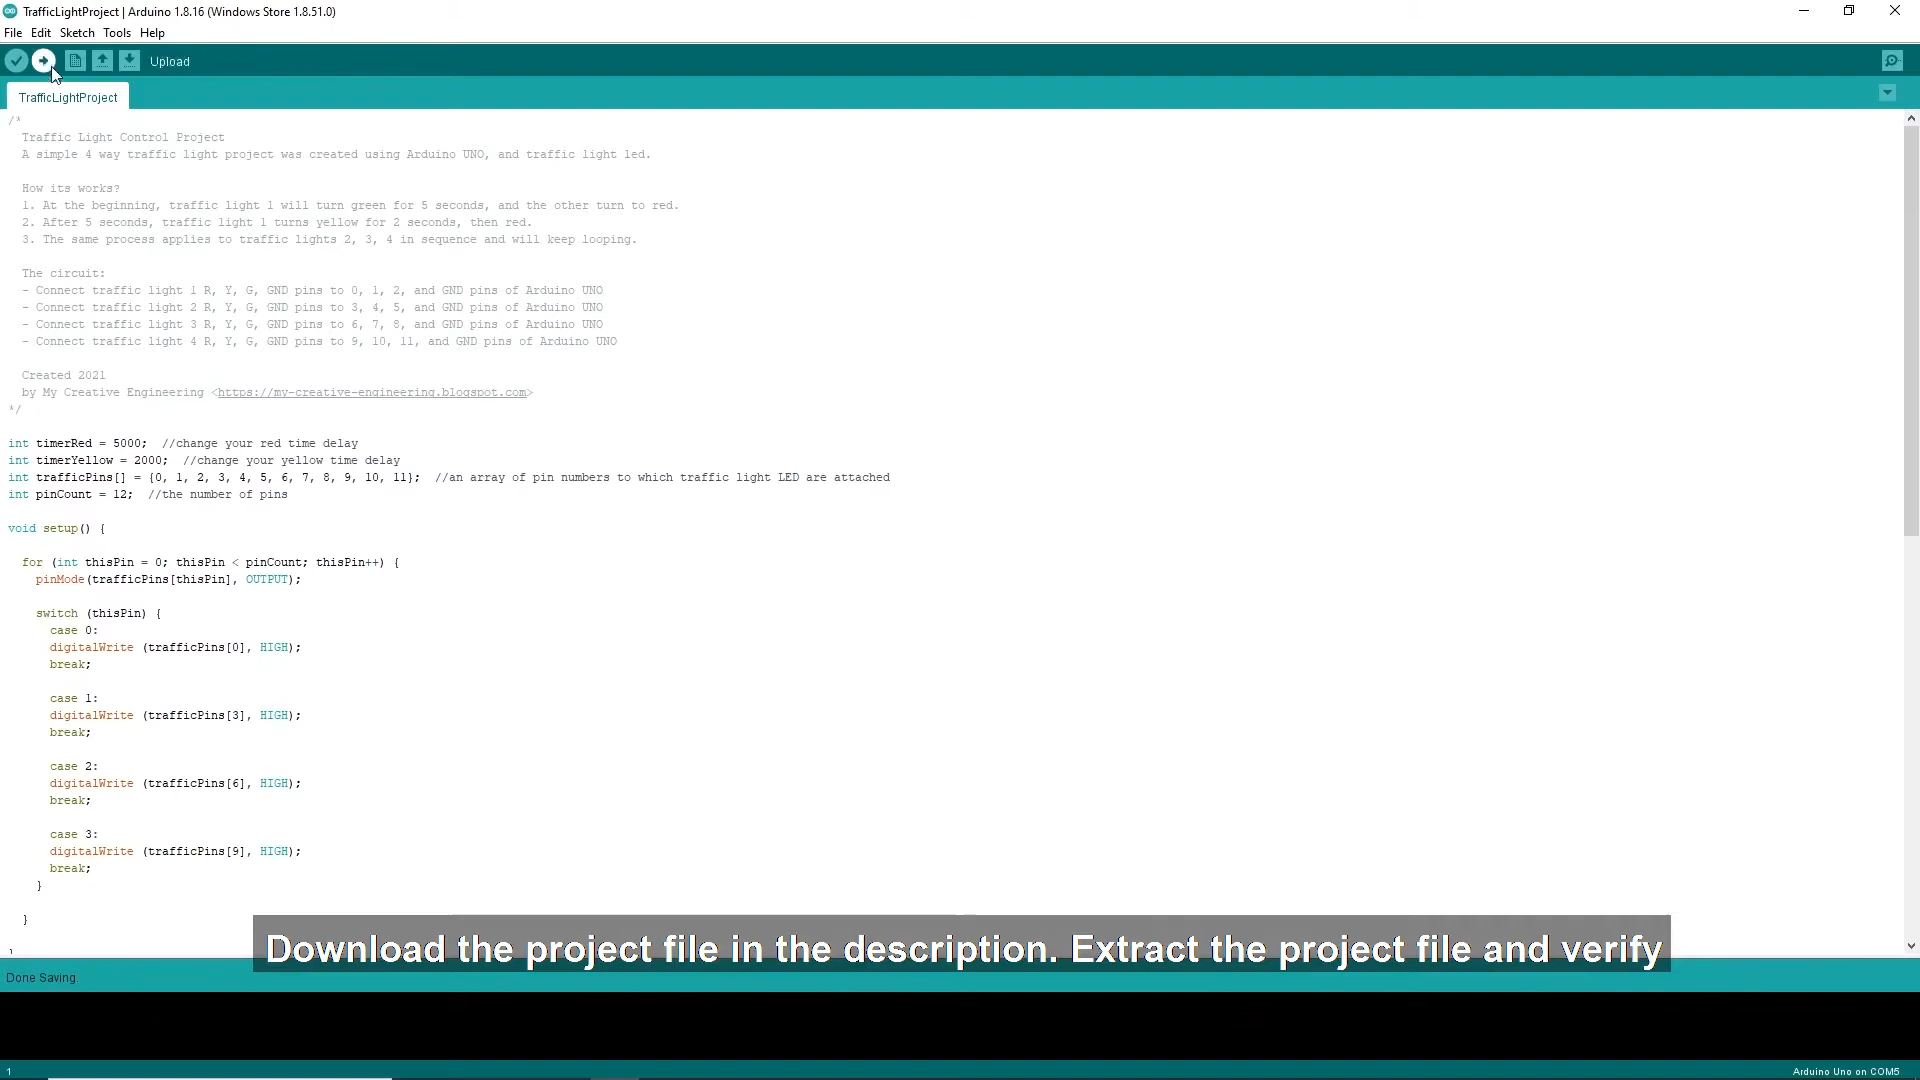 TrafficLightProject | Arduino 1.8.16 (Windows Store 1.8.51.0)
File Edit Sketch Tools Help
Upload
TrafficLightProject
/*
Traffic Light Control Project
A simple 4 way traffic light project was created using Arduino UNO, and traffic light led.
How its works?
1. At the beginning, traffic light 1 will turn green for 5 seconds, and the other turn to red.
2. After 5 seconds, traffic light 1 turns yellow for 2 seconds, then red.
3. The same process applies to traffic lights 2, 3, 4 in sequence and will keep looping.
The circuit:
- Connect traffic light 1 R, Y, G, GND pins to 0, 1, 2, and GND pins of Arduino UNO
- Connect traffic light 2 R, Y, G, GND pins to 3, 4, 5, and GND pins of Arduino UNO
- Connect traffic light 3 R, Y, G, GND pins to 6, 7, 8, and GND pins of Arduino UNO
- Connect traffic light 4 R, Y, G, GND pins to 9, 10, 11, and GND pins of Arduino UNO
Created 2021
by My Creative Engineering <https://my-creative-engineering.blogspot.com>
*/
int timerRed = 5000; //change your red time delay
int timerYellow = 2000; //change your yellow time delay
int trafficPins[] = {0, 1, 2, 3, 4, 5, 6, 7, 8, 9, 10, 11}; //an array of pin numbers to which traffic light LED are attached
int pinCount = 12; //the number of pins
void setup() {
for (int thisPin = 0; thisPin < pinCount; thisPin++) {
pinMode(trafficPins[thisPin], OUTPUT);
switch (thisPin) {
case 0:
digitalWrite (trafficPins[0], HIGH);
break;
case 1:
digitalWrite (trafficPins[3], HIGH);
break;
case 2:
digitalWrite (trafficPins[6], HIGH);
break;
case 3:
digitalWrite (trafficPins[9], HIGH);
break;
}
}
Download the project file in the description. Extract the project file and verify
Done Saving.
1
Arduino Uno on COM5